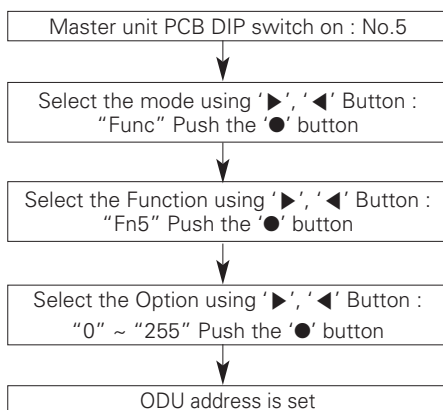 Master unit PCB DIP switch on : No.5
Select the mode using ‘▶’, ‘◀’ Button :
“Func” Push the ‘●’ button
Select the Function using ‘▶’, ‘◀’ Button :
“Fn5” Push the ‘●’ button
Select the Option using ‘▶’, ‘◀’ Button :
“0” ~ “255” Push the ‘●’ button
ODU address is set